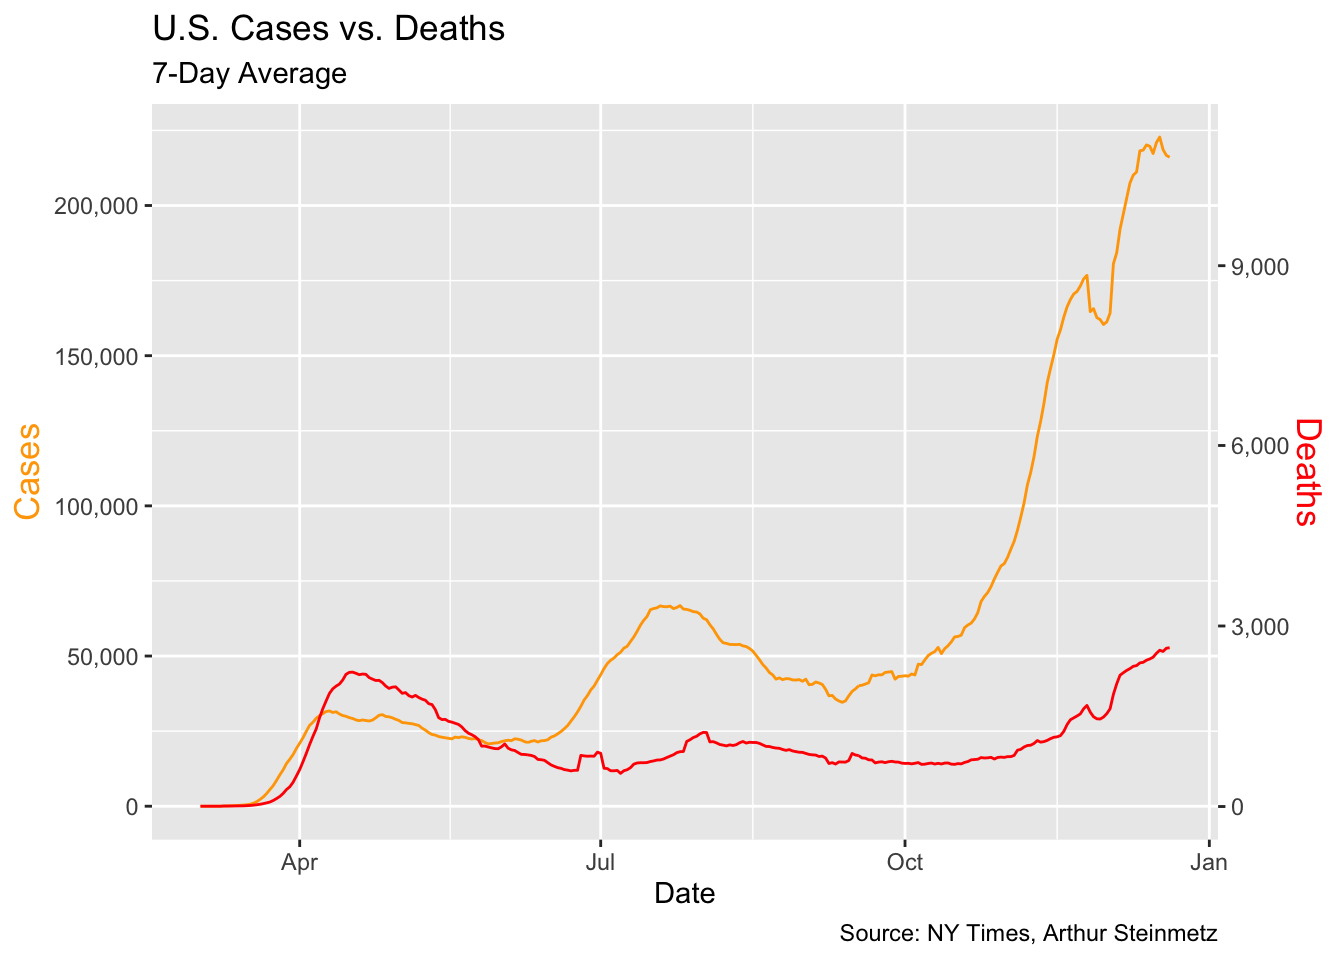 U.S. Cases vs. Deaths
7-Day Average
200,000
150,000
100,000
50,000
0
Cases
9,000
6,000
3,000
0
Deaths
Apr
Jul
Oct
Jan
Date
Source: NY Times, Arthur Steinmetz